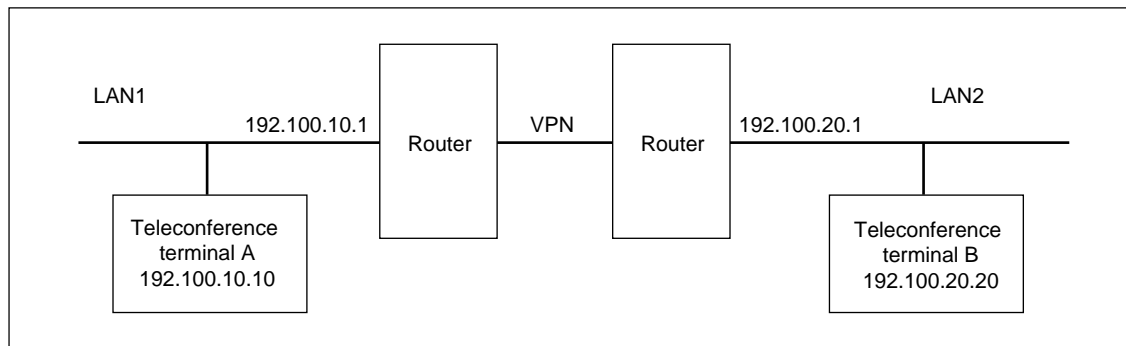 LAN1
LAN2
192.100.10.1
Router
VPN
Router
192.100.20.1
Teleconference
terminal A
192.100.10.10
Teleconference
terminal B
192.100.20.20